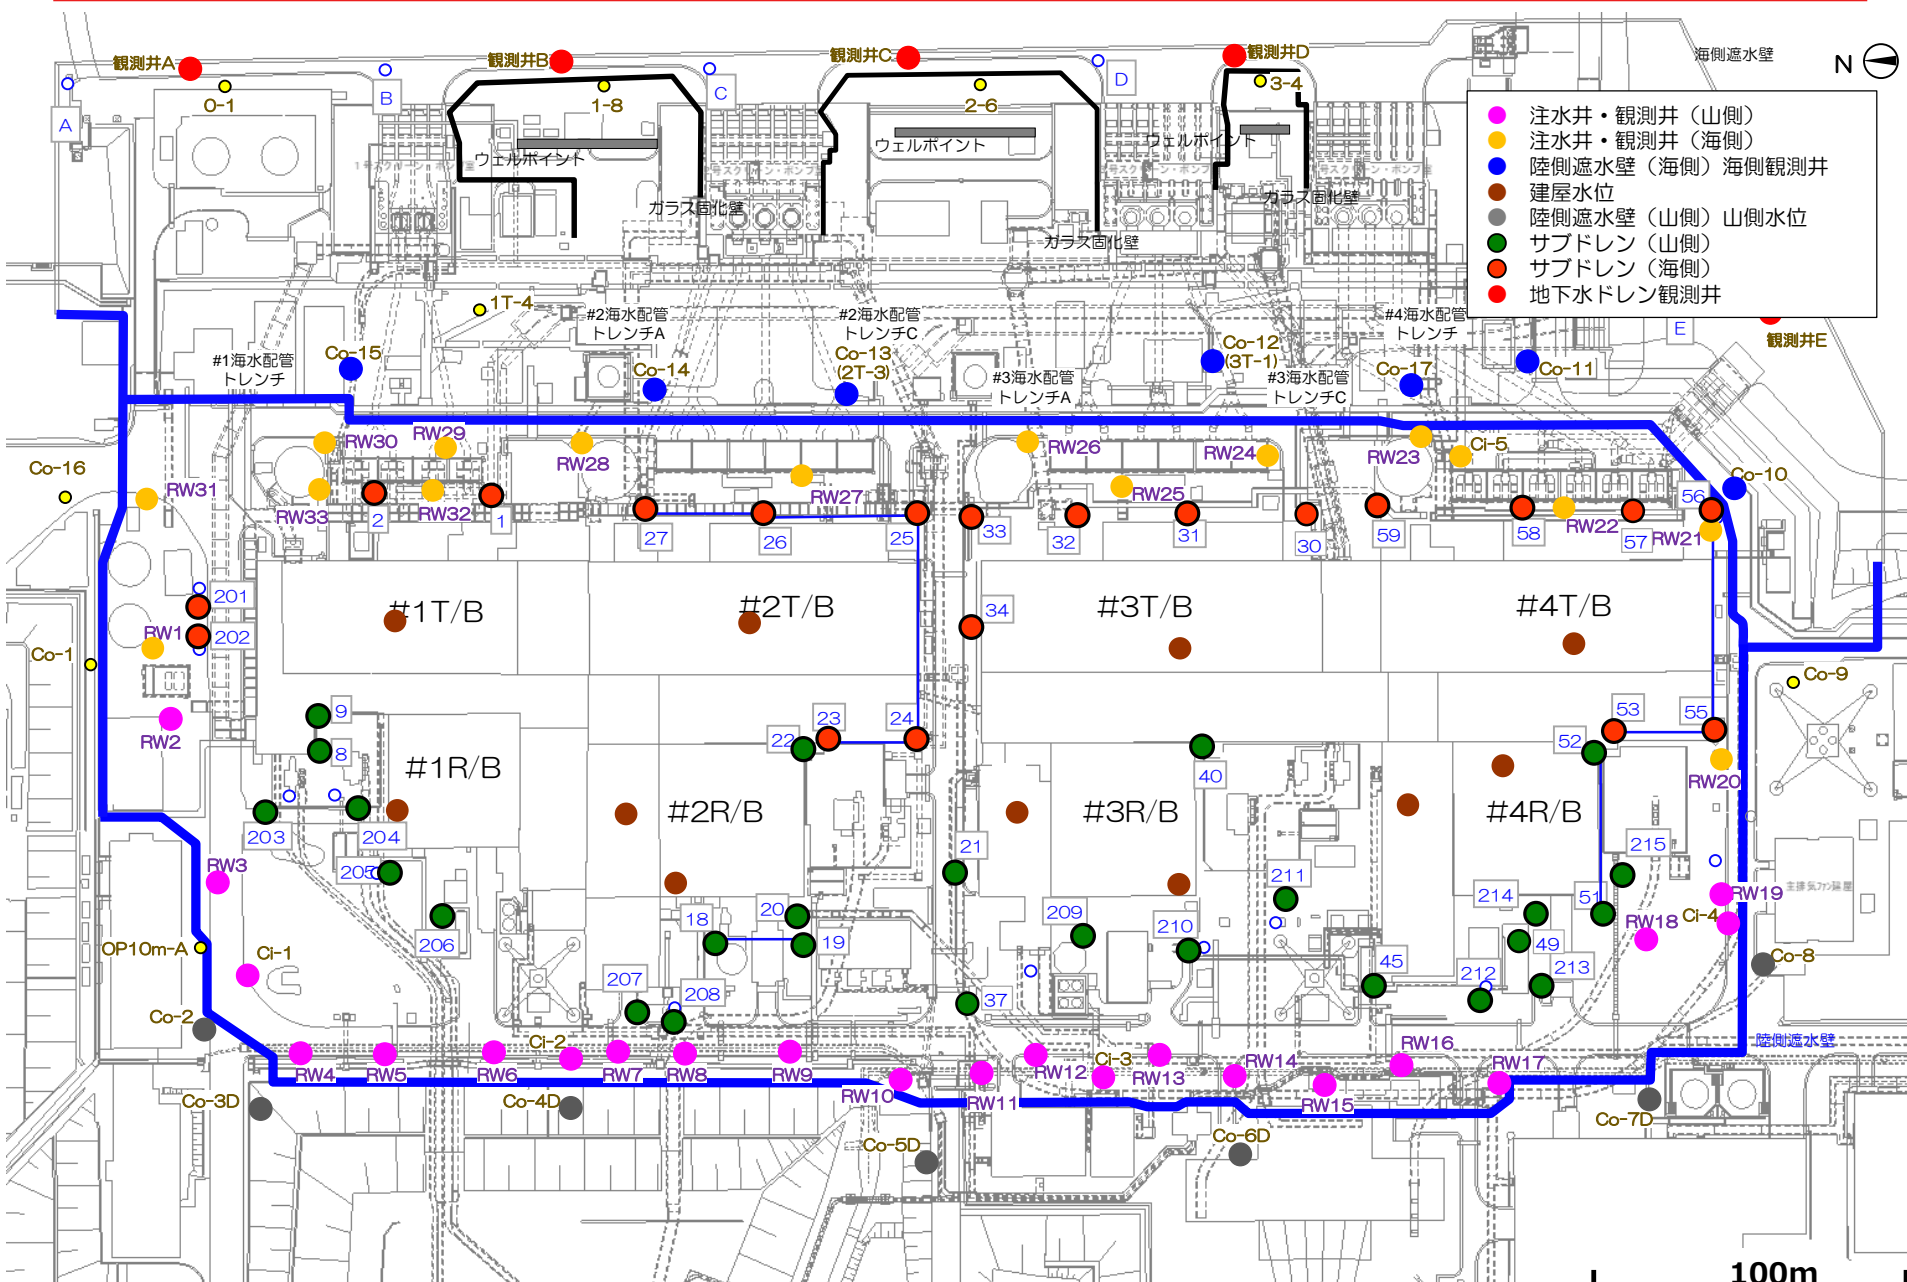 海側遮水壁
N
観測井A
観測井B
観測井C
観測井D
0-1
1-8
2-6
3-4
A
B
C
D
注水井・観測井（山側）
注水井・観測井（海側）
陸側遮水壁（海側）海側観測井
建屋水位
陸側遮水壁（山側）山側水位
サブドレン（山側）
サブドレン（海側）
地下水ドレン観測井
ウェルポイント
ウェルポイント
ウェルポイント
ガラス固化壁
ガラス固化壁
ガラス固化壁
1T-4
#2海水配管
トレンチA
#2海水配管
トレンチC
#4海水配管
トレンチ
E
観測井E
#1海水配管
トレンチ
Co-15
Co-14
Co-13
(2T-3)
#3海水配管
トレンチA
Co-12
(3T-1)
#3海水配管
トレンチC
Co-17
Co-11
RW30
RW29
RW28
RW26
RW24
RW23
Ci-5
Co-16
RW31
RW33
RW32
RW27
RW25
RW22
RW21
Co-10
2
1
27
26
25
33
32
31
30
59
58
57
56
201
202
RW1
Co-1
#1T/B
#2T/B
34
#3T/B
#4T/B
Co-9
RW2
9
8
#1R/B
22
23
24
40
52
53
55
RW20
203
204
#2R/B
#3R/B
#4R/B
RW3
205
206
21
211
215
主排気ファン建屋
OP10m-A
Ci-1
18
20
19
209
210
214
51
49
RW18
RW19
Ci-4
Co-8
Co-2
207
208
37
45
212
213
陸側遮水壁
Ci-2
Ci-3
RW4
RW5
RW6
RW7
RW8
RW9
RW10
RW11
RW12
RW13
RW14
RW15
RW16
RW17
Co-3D
Co-4D
Co-5D
Co-6D
Co-7D
100m